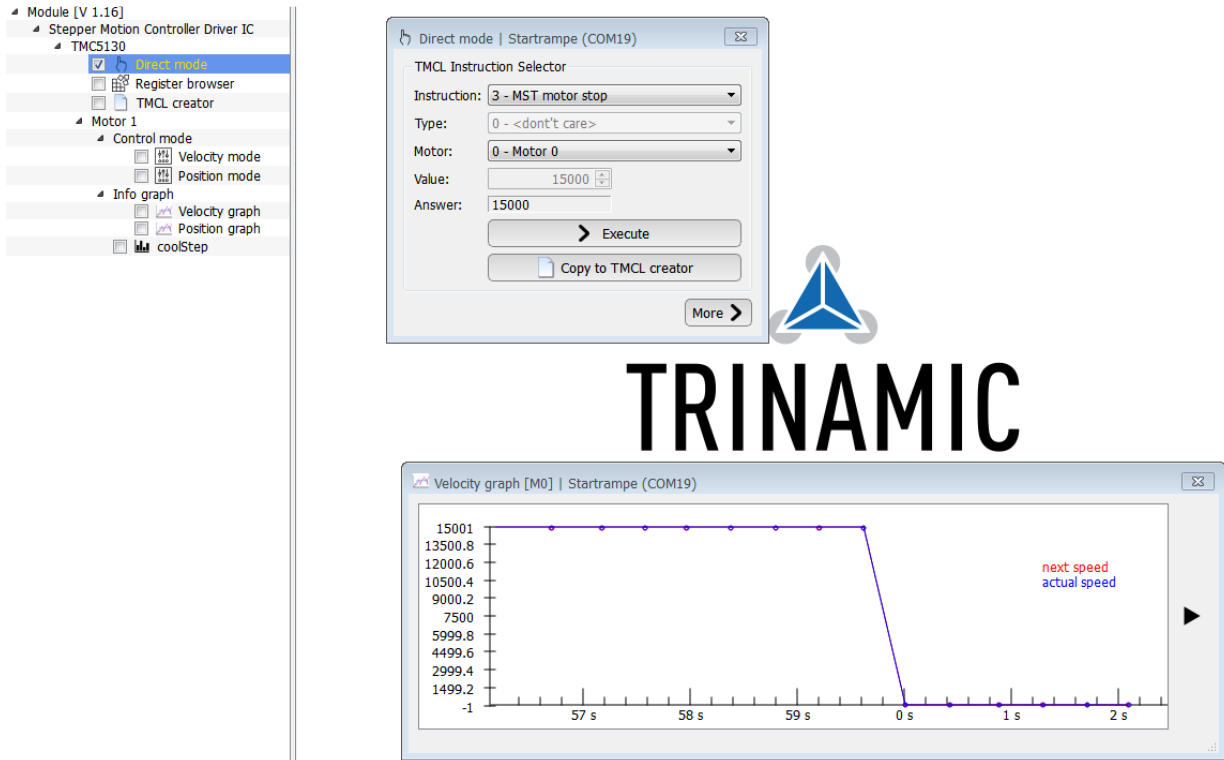 Module [V 1.16]
Stepper Motion Controller Driver IC
TMC5130
Direct mode
Register browser
TMCL creator
Motor 1
Control mode
Velocity mode
Position mode
Info graph
Velocity graph
Position graph
coolStep
Direct mode | Startrampe (COM19)
TMCL Instruction Selector
Instruction: 3 - MST motor stop
Type: 0 - <don't care>
Motor: 0 - Motor 0
Value: 15000
Answer: 15000
Execute
Copy to TMCL creator
More
TRINAMIC
Velocity graph [M0] | Startrampe (COM19)
15001
13500.8
12000.6
10500.4
9000.2
7500
5999.8
4499.6
2999.4
1499.2
-1
next speed
actual speed
57 s 58 s 59 s 0 s 1 s 2 s